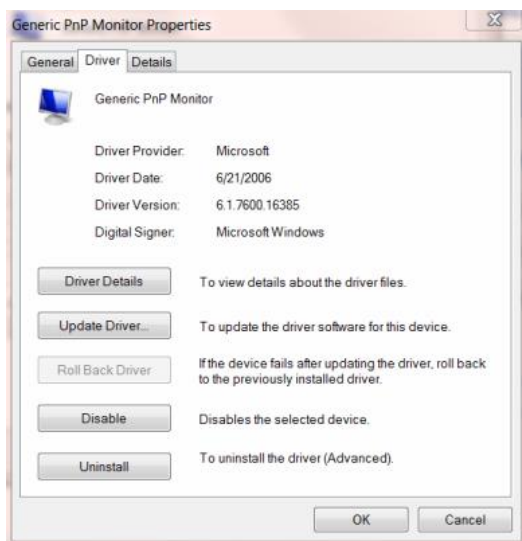 Generic PnP Monitor Properties
General Driver Details
Generic PnP Monitor
Driver Provider: Microsoft
Driver Date: 6/21/2006
Driver Version: 6.1.7600.16385
Digital Signer: Microsoft Windows
Driver Details To view details about the driver files.
Update Driver... To update the driver software for this device.
Roll Back Driver If the device fails after updating the driver, roll back
to the previously installed driver.
Disable Disables the selected device.
Uninstall To uninstall the driver (Advanced).
OK Cancel